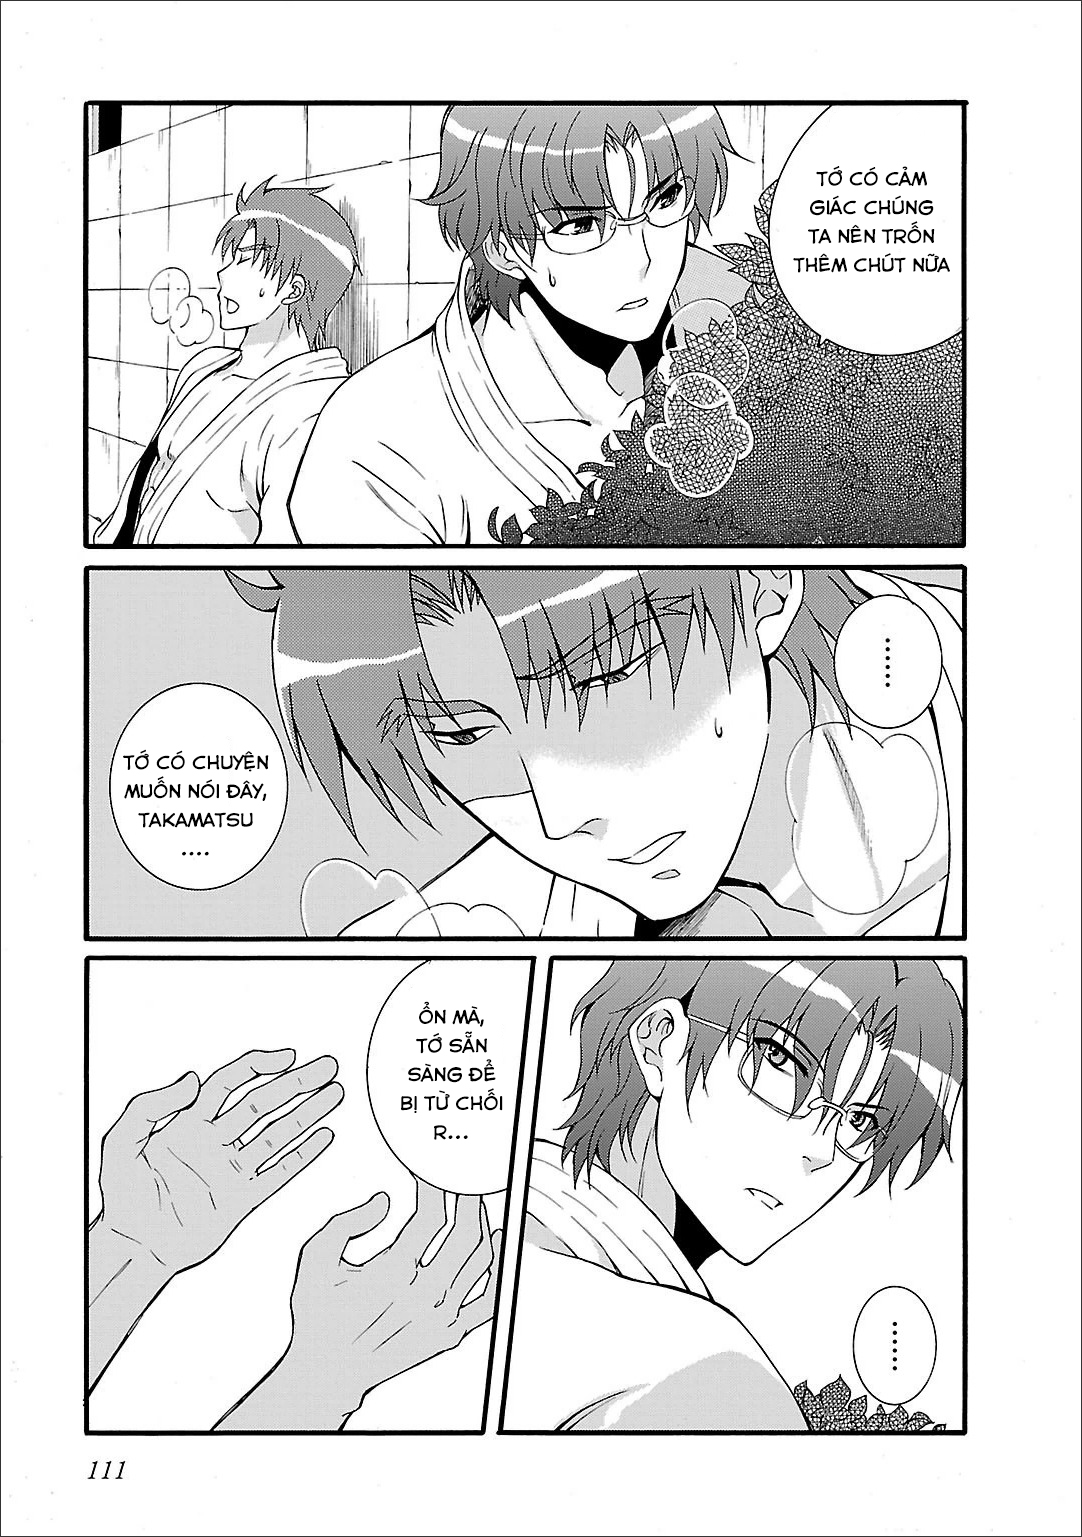 TỚ CÓ CẢM
GIÁC CHÚNG
TA NÊN TRỐN
THÊM CHÚT NỮA
......
TỚ CÓ CHUYỆN
MUỐN NÓI ĐÂY,
TAKAMATSU
....
......
ỔN MÀ,
TỚ SẴN
SÀNG ĐỂ
BỊ TỪ CHỐI
R...
111